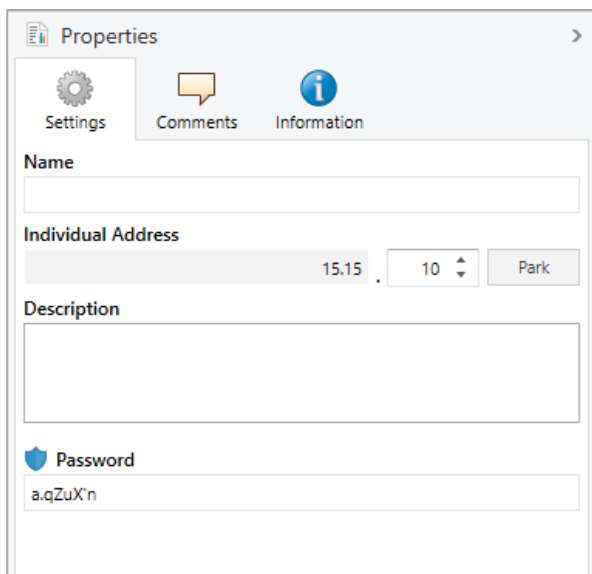 Properties
Settings Comments Information
Name
Individual Address
15.15 . 10 Park
Description
Password
a.qZuX'n